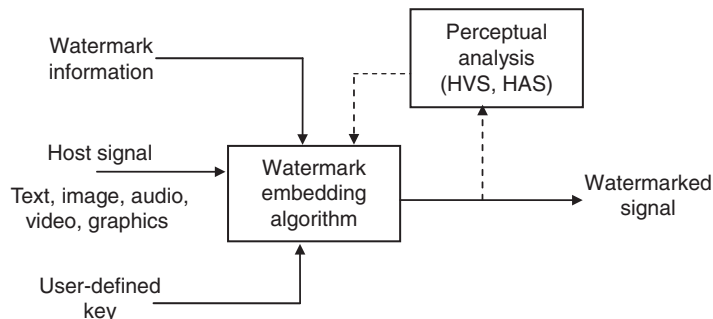 Watermark
information
Perceptual
analysis
(HVS, HAS)
Host signal
Text, image, audio,
video, graphics
Watermark
embedding
algorithm
Watermarked
signal
User-defined
key